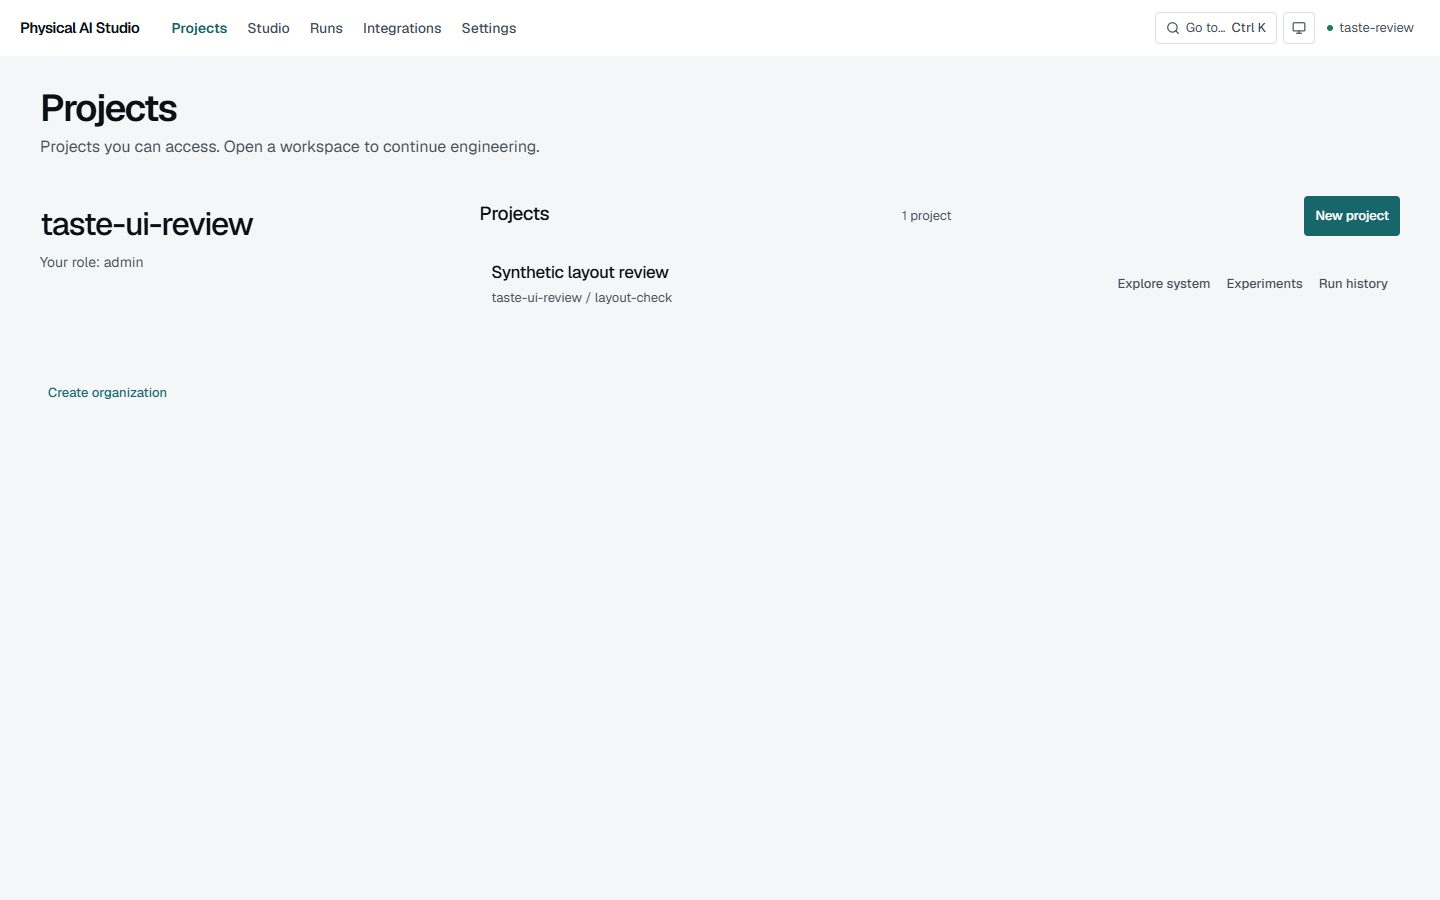 Physical AI Studio Projects Studio Runs Integrations Settings Go to... Ctrl K taste-review
Projects
Projects you can access. Open a workspace to continue engineering.
taste-ui-review
Your role: admin
Projects 1 project New project
Synthetic layout review
taste-ui-review / layout-check
Explore system Experiments Run history
Create organization